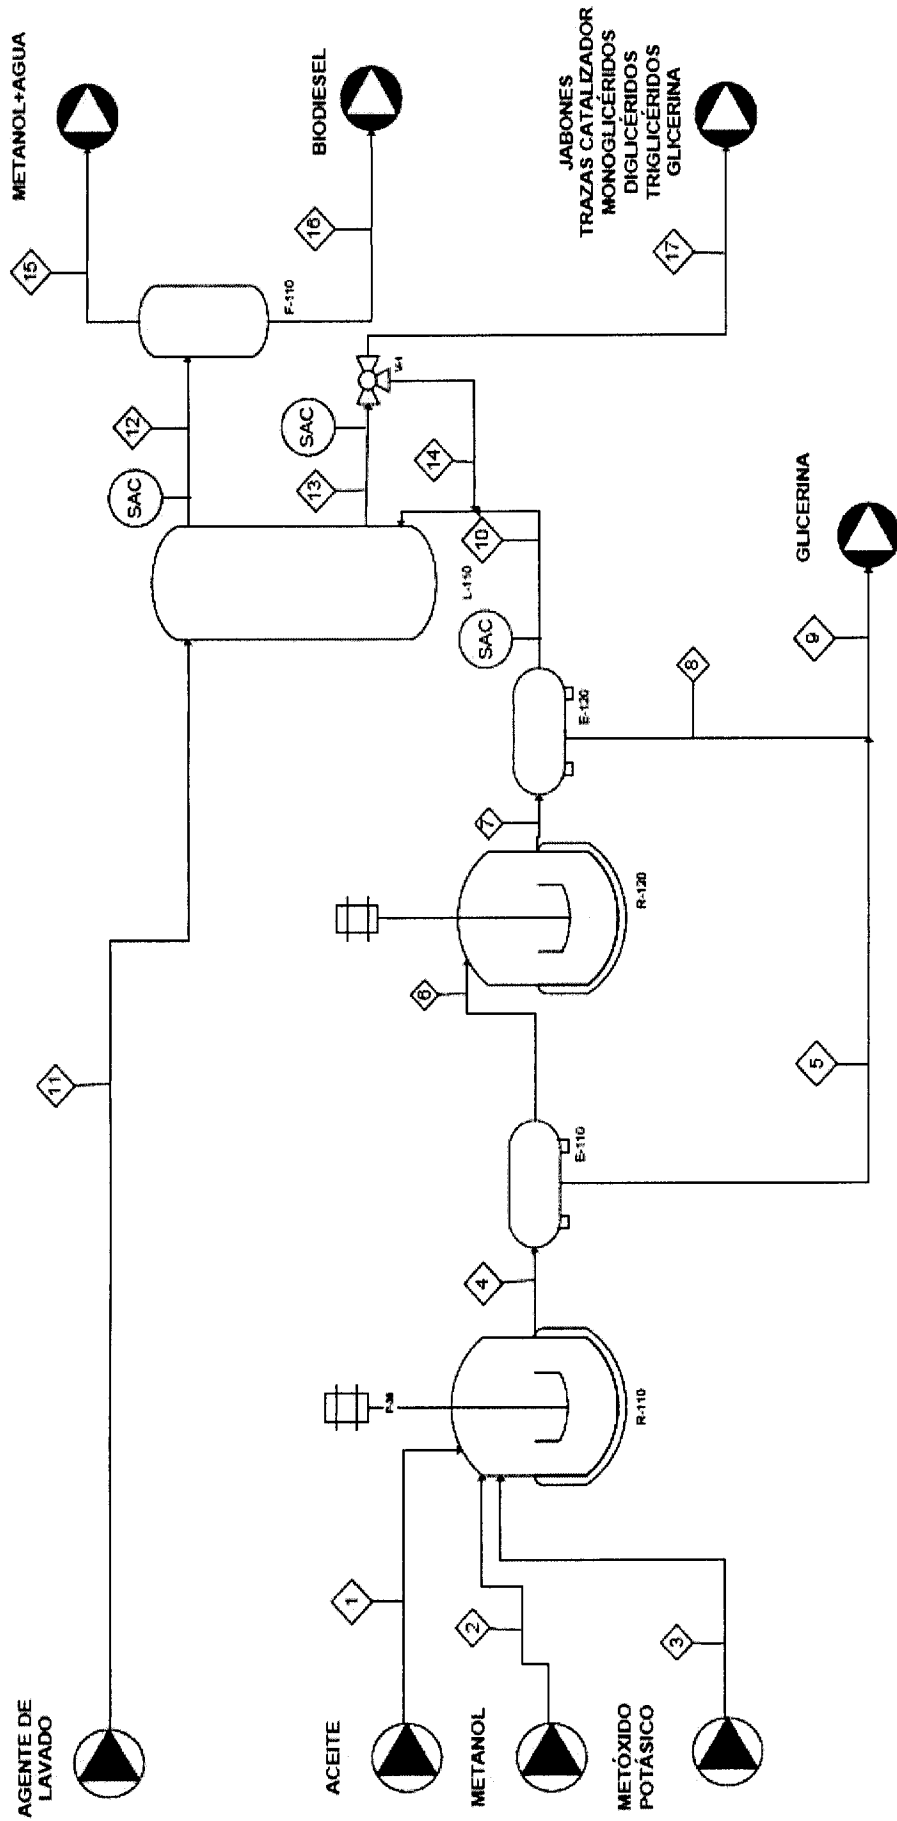 METANOL+AGUA
15
BIODIESEL
16
JABONES
TRAZAS CATALIZADOR
MONOGLICÉRIDOS
DIGLICÉRIDOS
TRIGLICÉRIDOS
GLICERINA
17
F-110
12
SAC
SAC
13
V-1
14
10
L-110
SAC
GLICERINA
9
8
E-120
7
R-120
6
11
5
E-110
4
R-110
P-36
1
2
3
AGENTE DE
LAVADO
ACEITE
METANOL
METÓXIDO
POTÁSICO